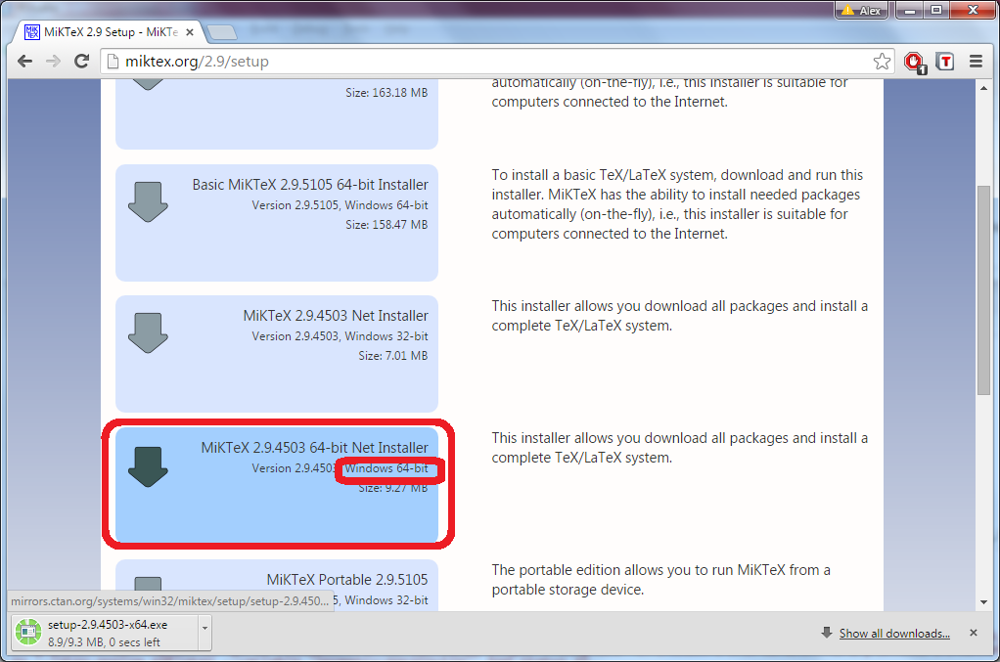 Alex
MiKTeX 2.9 Setup - MiKTe
miktex.org/2.9/setup
1
T
Size: 163.18 MB
automatically (on-the-fly), i.e., this installer is suitable for
computers connected to the Internet.
Basic MiKTeX 2.9.5105 64-bit Installer
Version 2.9.5105, Windows 64-bit
Size: 158.47 MB
To install a basic TeX/LaTeX system, download and run this
installer. MiKTeX has the ability to install needed packages
automatically (on-the-fly), i.e., this installer is suitable for
computers connected to the Internet.
MiKTeX 2.9.4503 Net Installer
Version 2.9.4503, Windows 32-bit
Size: 7.01 MB
This installer allows you download all packages and install a
complete TeX/LaTeX system.
MiKTeX 2.9.4503 64-bit Net Installer
Version 2.9.4503, Windows 64-bit
Size: 9.27 MB
This installer allows you download all packages and install a
complete TeX/LaTeX system.
MiKTeX Portable 2.9.5105
5, Windows 32-bit
The portable edition allows you to run MiKTeX from a
portable storage device.
mirrors.ctan.org/systems/win32/miktex/setup/setup-2.9.450...
setup-2.9.4503-x64.exe
8.9/9.3 MB, 0 secs left
Show all downloads...